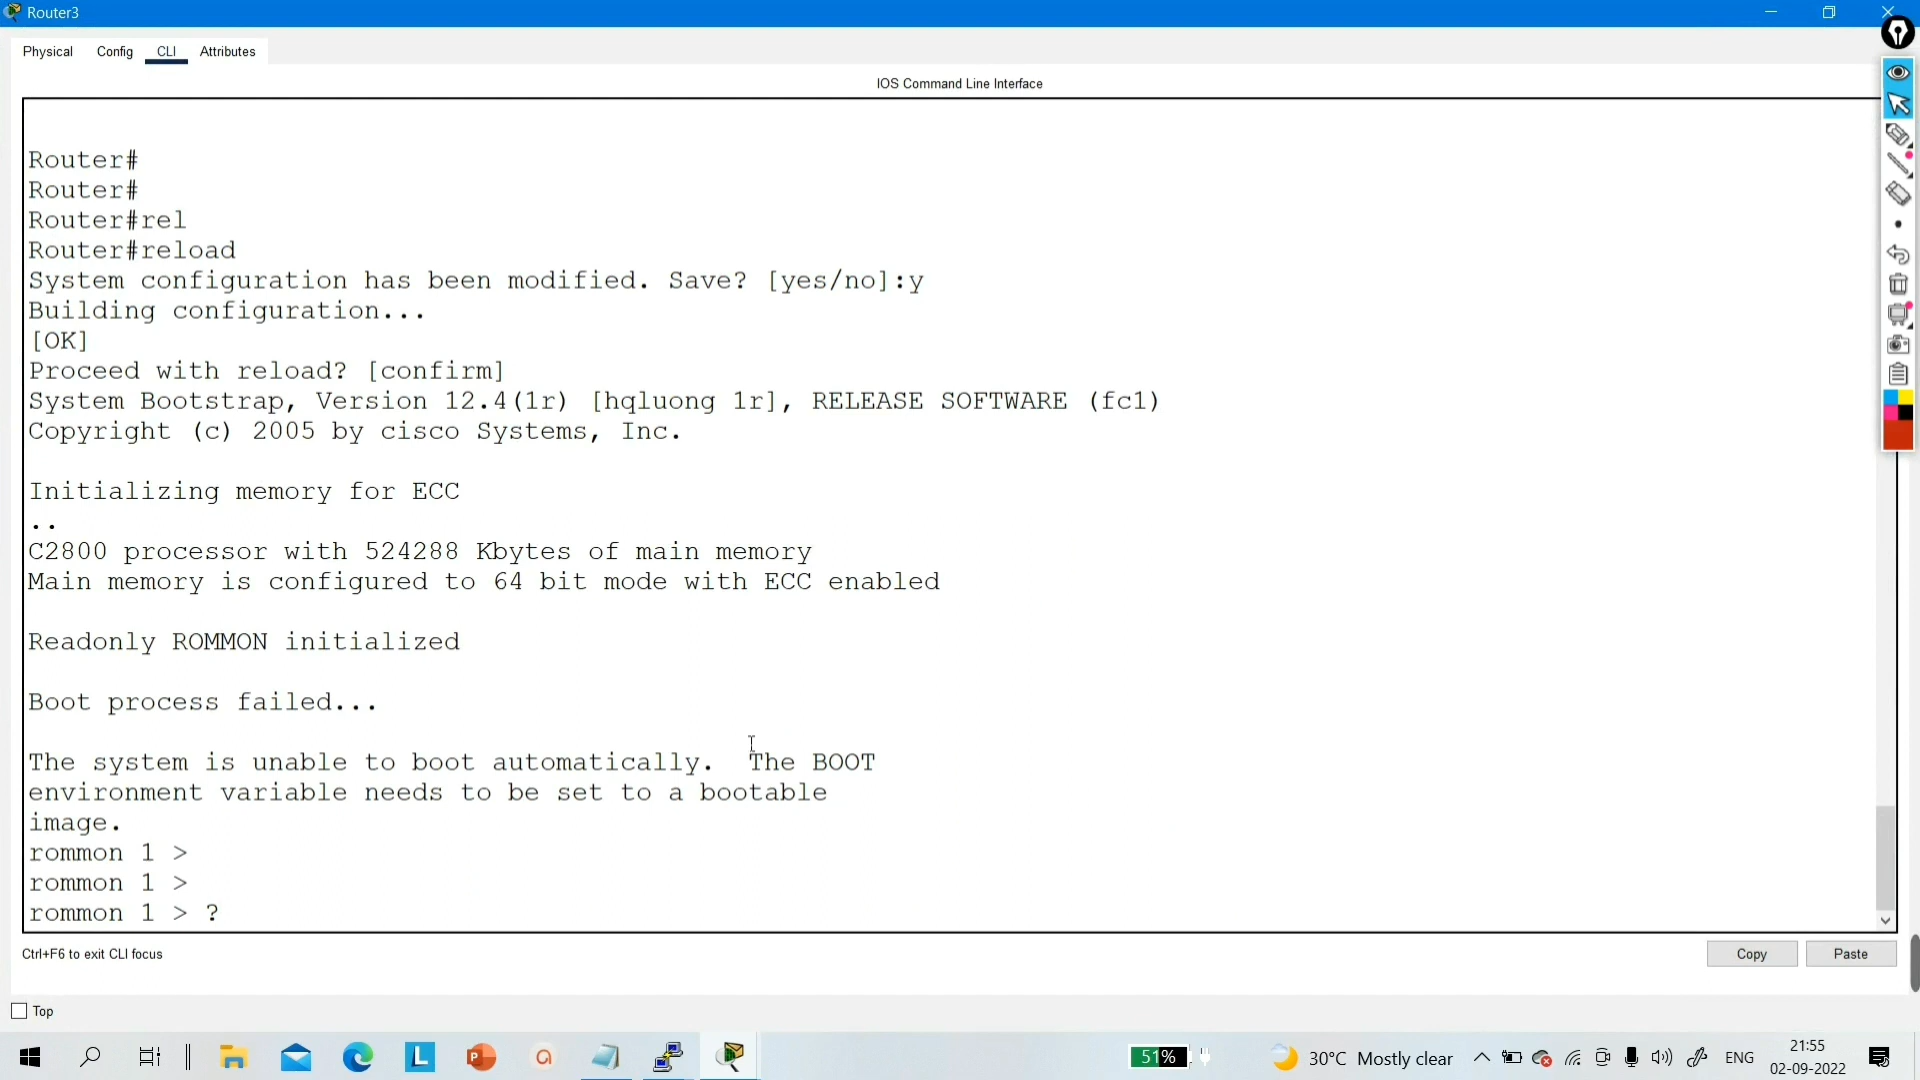 Router3
Physical Config CLI Attributes
IOS Command Line Interface
Router#
Router#
Router#rel
Router#reload
System configuration has been modified. Save? [yes/no]:y
Building configuration...
[OK]
Proceed with reload? [confirm]
System Bootstrap, Version 12.4(1r) [hqluong 1r], RELEASE SOFTWARE (fc1)
Copyright (c) 2005 by cisco Systems, Inc.
Initializing memory for ECC
..
C2800 processor with 524288 Kbytes of main memory
Main memory is configured to 64 bit mode with ECC enabled
Readonly ROMMON initialized
Boot process failed...
The system is unable to boot automatically.  The BOOT
environment variable needs to be set to a bootable
image.
rommon 1 >
rommon 1 >
rommon 1 > ?
Ctrl+F6 to exit CLI focus
Copy Paste
Top
51% 30°C Mostly clear ENG 21:55
02-09-2022